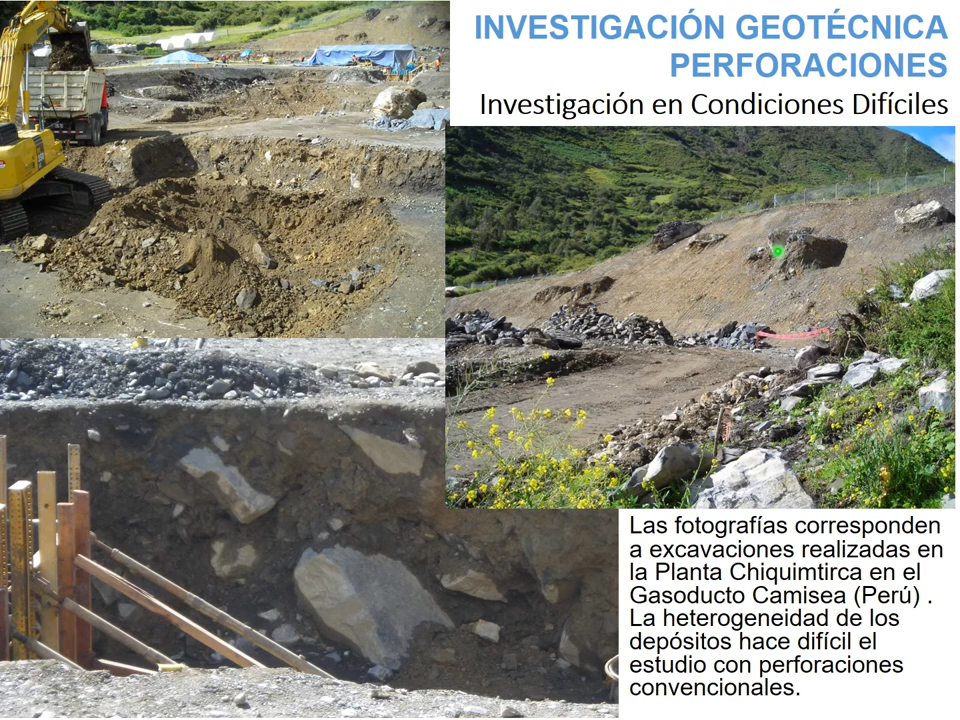 INVESTIGACIÓN GEOTÉCNICA
PERFORACIONES
Investigación en Condiciones Difíciles
Las fotografías corresponden
a excavaciones realizadas en
la Planta Chiquimtirca en el
Gasoducto Camisea (Perú) .
La heterogeneidad de los
depósitos hace difícil el
estudio con perforaciones
convencionales.